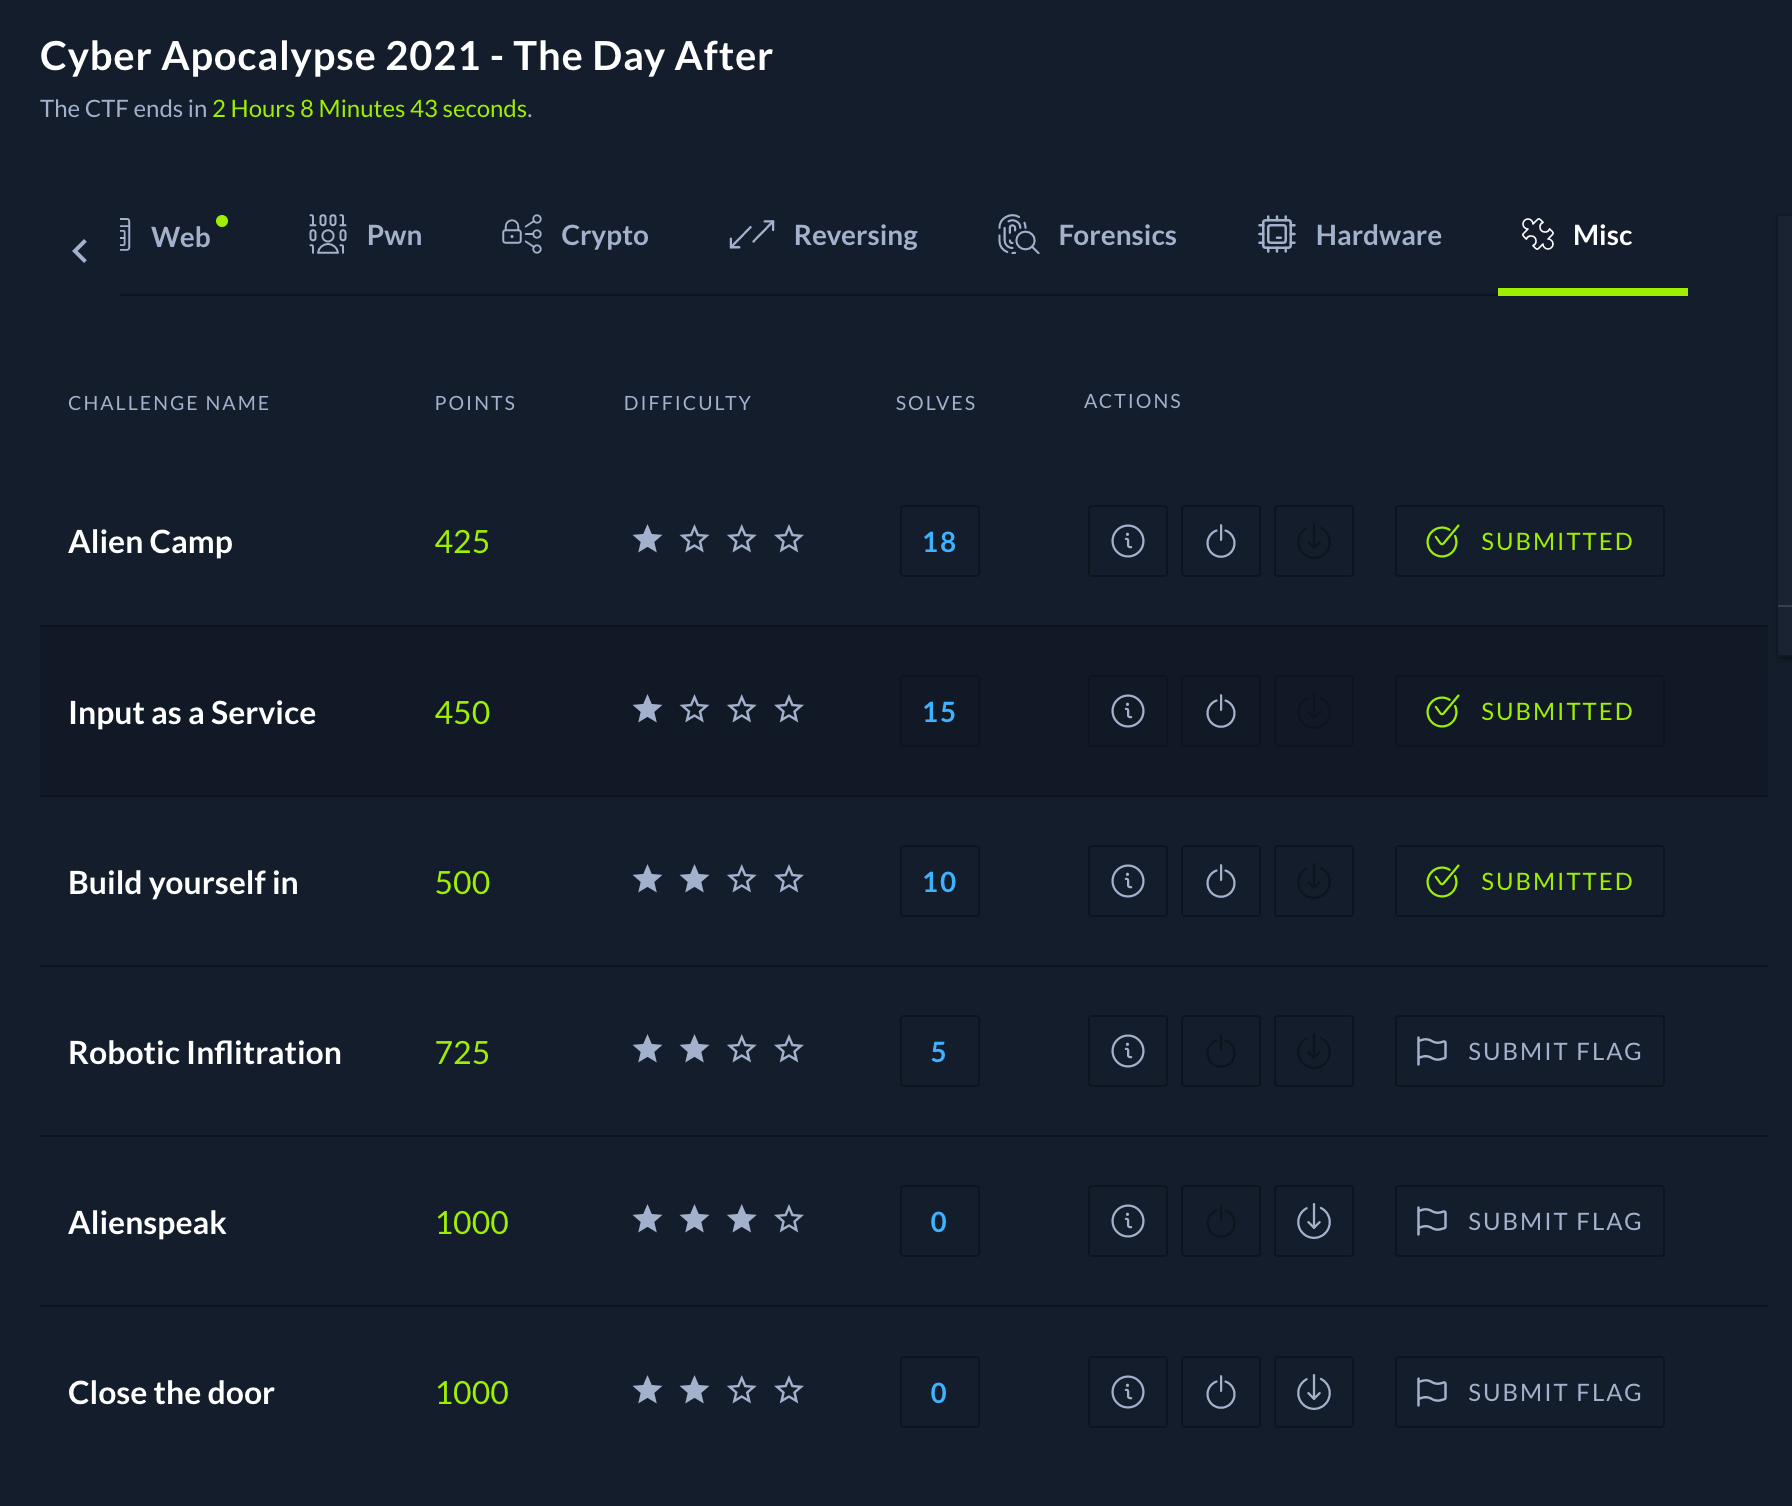 Cyber Apocalypse 2021 - The Day After
The CTF ends in 2 Hours 8 Minutes 43 seconds.
Web Pwn Crypto Reversing Forensics Hardware Misc
CHALLENGE NAME POINTS DIFFICULTY SOLVES ACTIONS
Alien Camp 425 18 SUBMITTED
Input as a Service 450 15 SUBMITTED
Build yourself in 500 10 SUBMITTED
Robotic Inflitration 725 5 SUBMIT FLAG
Alienspeak 1000 0 SUBMIT FLAG
Close the door 1000 0 SUBMIT FLAG